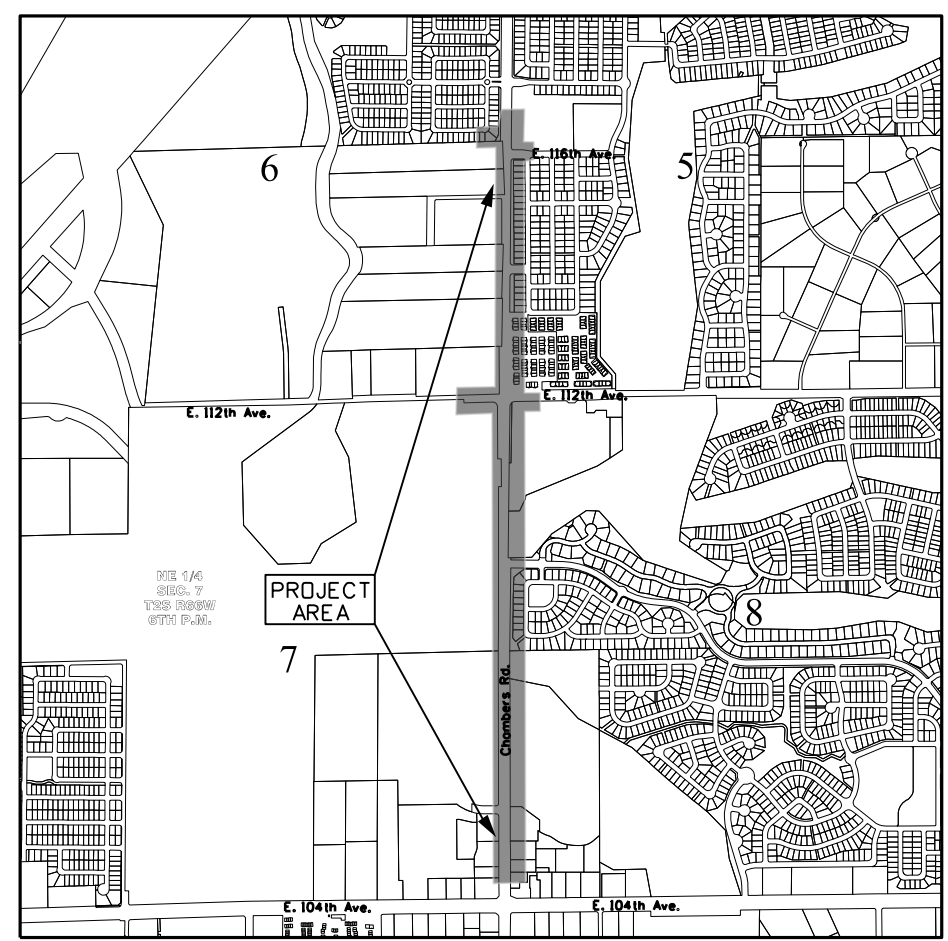 E. 116th Ave.
6
5
E. 112th Ave.
E. 112th Ave.
NE 1/4
SEC. 7
T2S R66W
6TH P.M.
PROJECT
AREA
8
7
Chambers Rd.
E. 104th Ave.
E. 104th Ave.